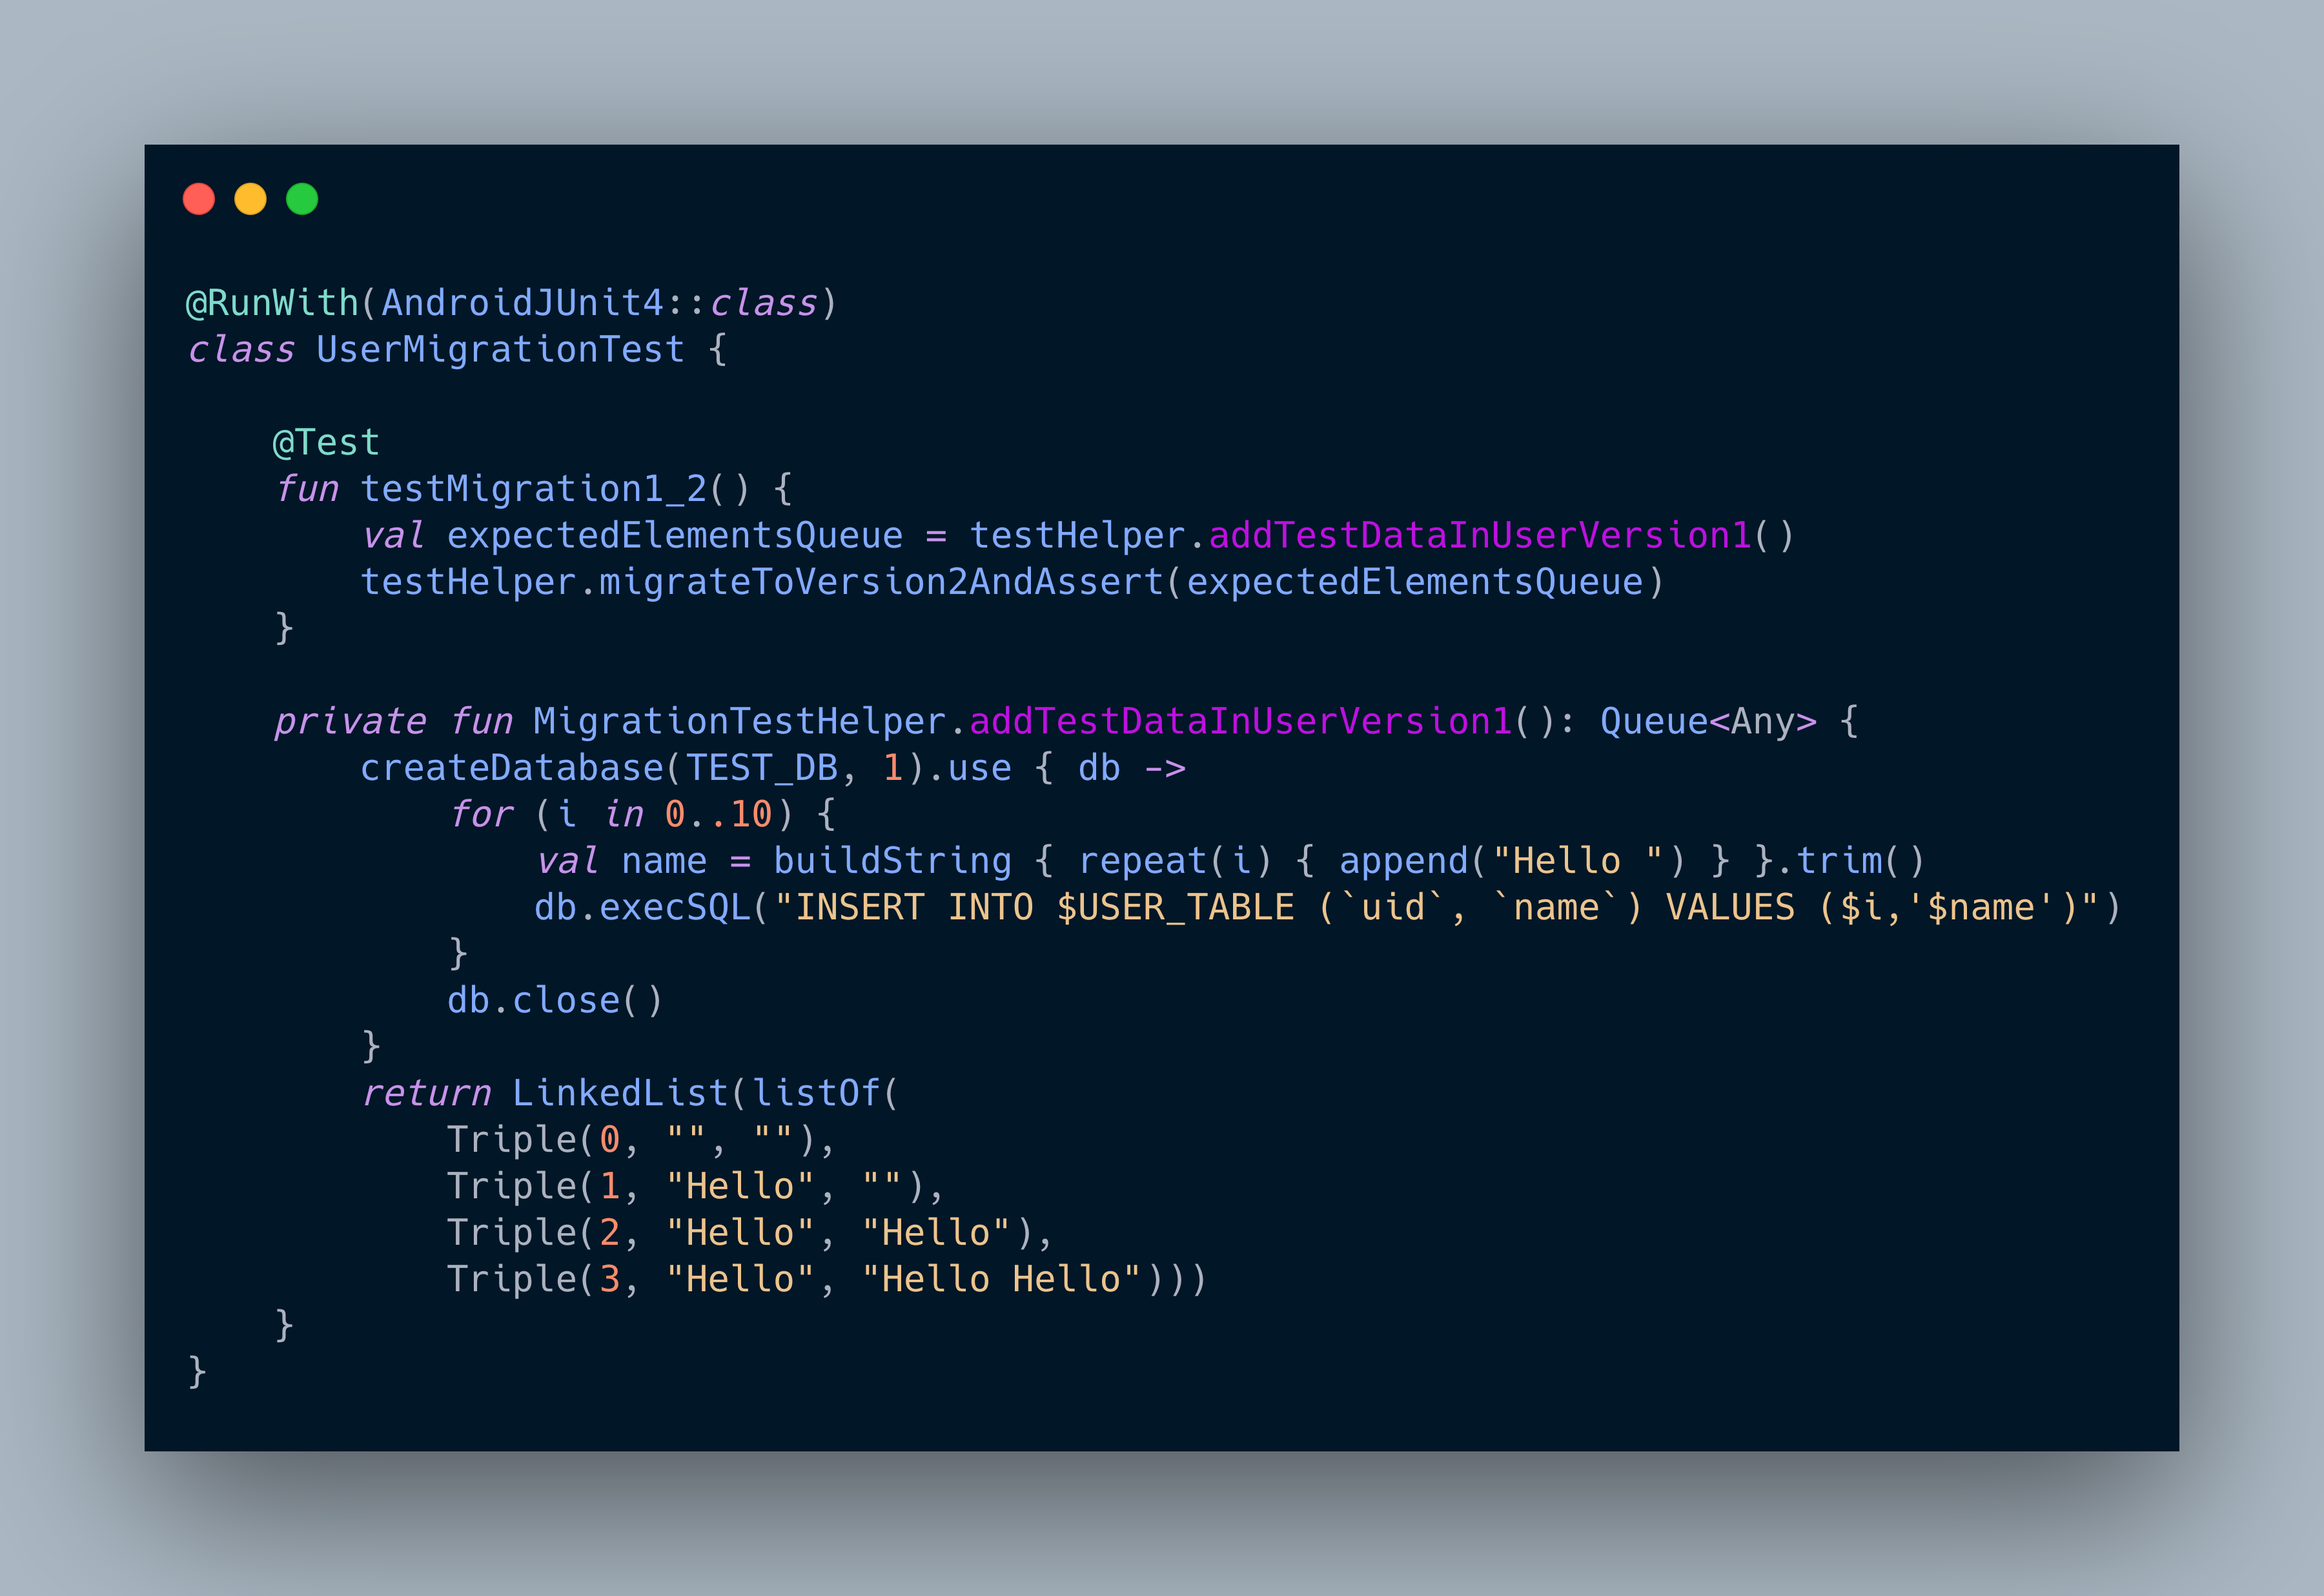 @RunWith(AndroidJUnit4::class)
class UserMigrationTest {
@Test
fun testMigration1_2() {
val expectedElementsQueue = testHelper.addTestDataInUserVersion1()
testHelper.migrateToVersion2AndAssert(expectedElementsQueue)
}
private fun MigrationTestHelper.addTestDataInUserVersion1(): Queue<Any> {
createDatabase(TEST_DB, 1).use { db ->
for (i in 0..10) {
val name = buildString { repeat(i) { append("Hello ") } }.trim()
db.execSQL("INSERT INTO $USER_TABLE (`uid`, `name`) VALUES ($i,'$name')")
}
db.close()
}
return LinkedList(listOf(
Triple(0, "", ""),
Triple(1, "Hello", ""),
Triple(2, "Hello", "Hello"),
Triple(3, "Hello", "Hello Hello")))
}
}